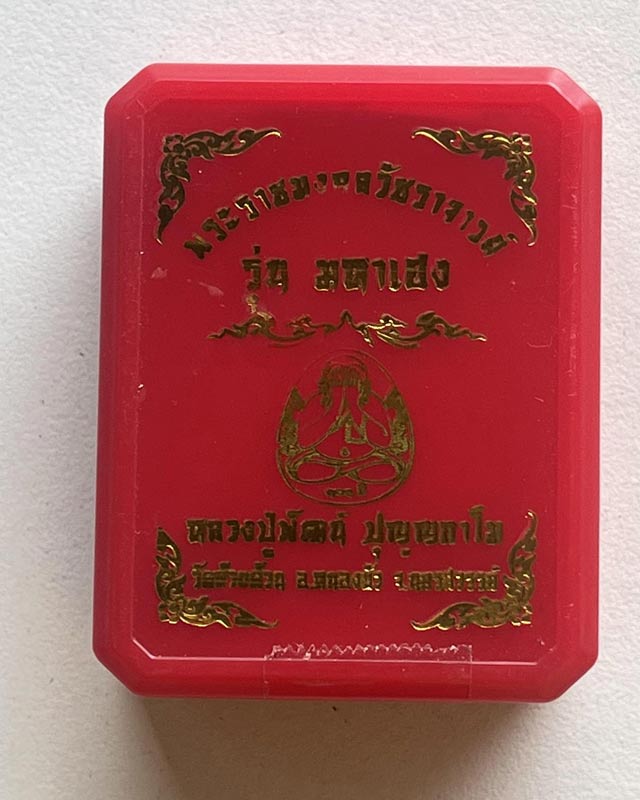 พระราชมงคลวัชราจารย์
รุ่น มหาเฮง
หลวงปู่พัฒน์ ปุญญกาโม
วัดห้วยด้วน อ.หนองบัว จ.นครสวรรค์